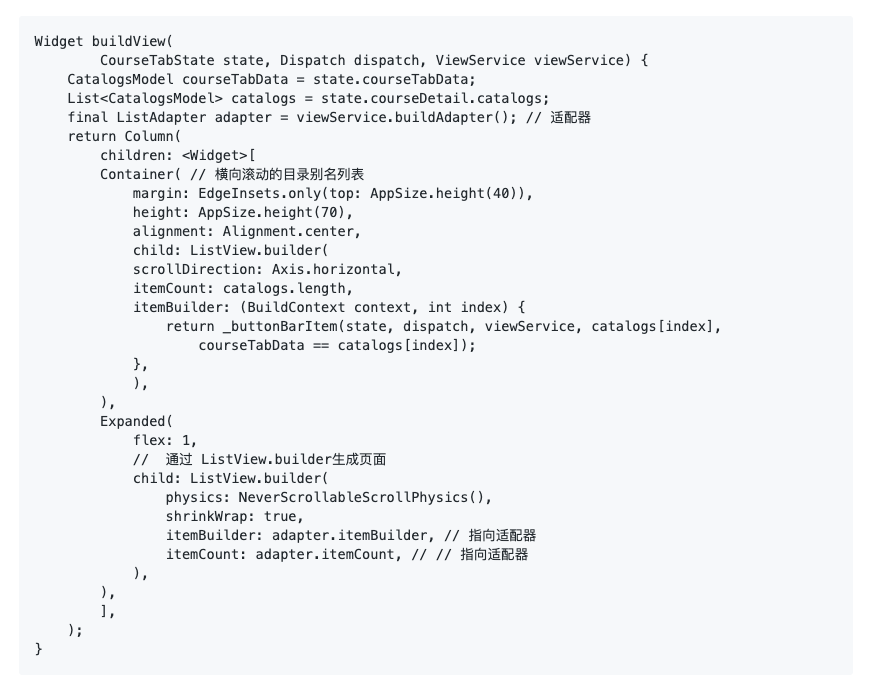 Widget buildView(
        CourseTabState state, Dispatch dispatch, ViewService viewService) {
    CatalogsModel courseTabData = state.courseTabData;
    List<CatalogsModel> catalogs = state.courseDetail.catalogs;
    final ListAdapter adapter = viewService.buildAdapter(); // 适配器
    return Column(
        children: <Widget>[
        Container( // 横向滚动的目录别名列表
            margin: EdgeInsets.only(top: AppSize.height(40)),
            height: AppSize.height(70),
            alignment: Alignment.center,
            child: ListView.builder(
            scrollDirection: Axis.horizontal,
            itemCount: catalogs.length,
            itemBuilder: (BuildContext context, int index) {
                return _buttonBarItem(state, dispatch, viewService, catalogs[index],
                    courseTabData == catalogs[index]);
            },
            ),
        ),
        Expanded(
            flex: 1,
            //  通过 ListView.builder生成页面
            child: ListView.builder(
                physics: NeverScrollableScrollPhysics(),
                shrinkWrap: true,
                itemBuilder: adapter.itemBuilder, // 指向适配器
                itemCount: adapter.itemCount, // // 指向适配器
            ),
        ),
        ],
    );
}